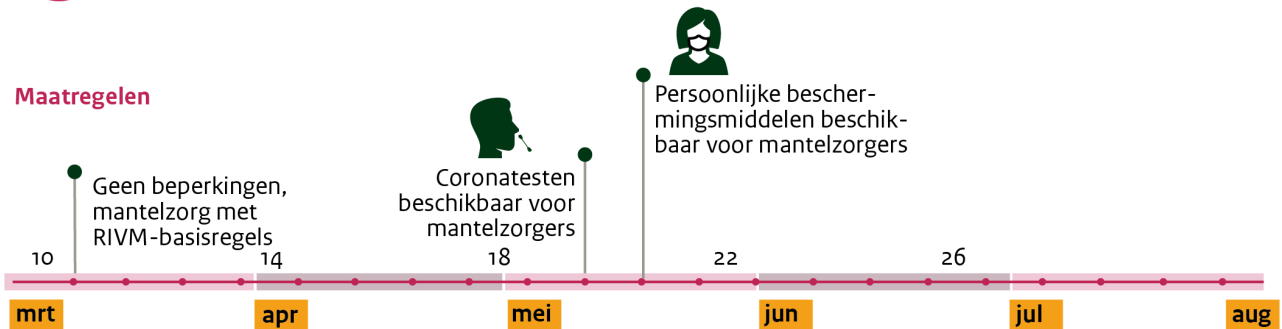 Maatregelen
Geen beperkingen,
mantelzorg met
RIVM-basisregels
Coronatesten
beschikbaar voor
mantelzorgers
Persoonlijke bescher-
mingsmiddelen beschik-
baar voor mantelzorgers
10 14 18 22 26
mrt apr mei jun jul aug